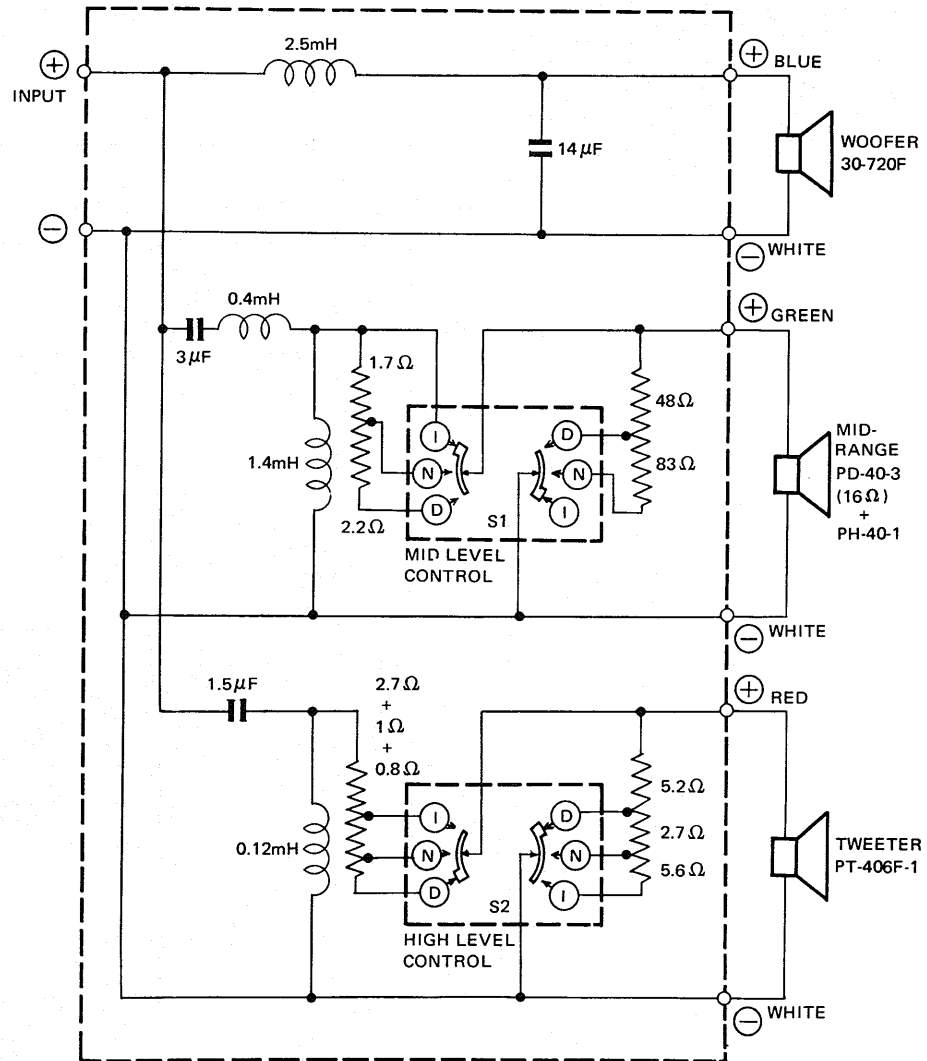 2.5mH
+
BLUE
INPUT
14μF
WOOFER
30-720F
−
−
WHITE
0.4mH
+
GREEN
3μF
1.7Ω
48Ω
I
D
MID-
RANGE
PD-40-3
(16Ω)
+
PH-40-1
1.4mH
N
N
83Ω
D
I
2.2Ω
S1
MID LEVEL
CONTROL
−
WHITE
1.5μF
2.7Ω
+
1Ω
+
0.8Ω
+
RED
5.2Ω
I
D
2.7Ω
0.12mH
N
N
5.6Ω
TWEETER
PT-406F-1
D
I
S2
HIGH LEVEL
CONTROL
−
WHITE
+